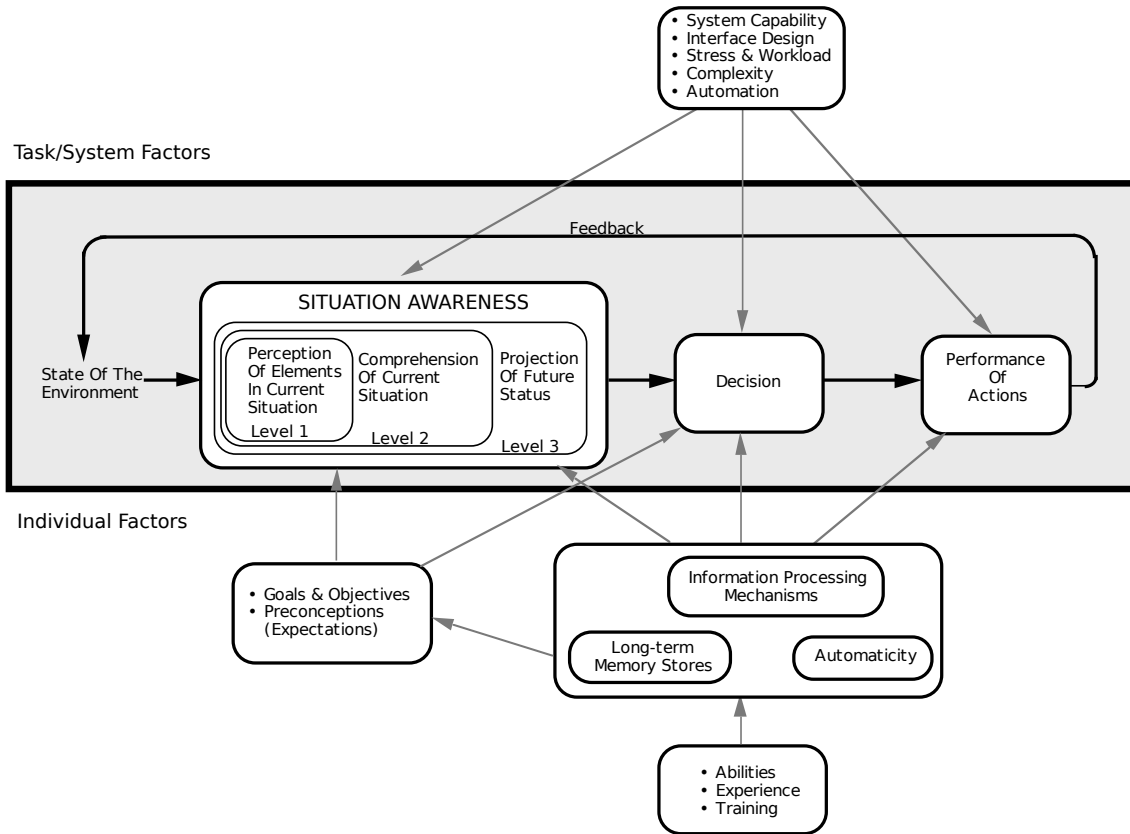 • System Capability
• Interface Design
• Stress & Workload
• Complexity
• Automation
Task/System Factors
Feedback
SITUATION AWARENESS
State Of The
Environment
Perception
Of Elements
In Current
Situation
Level 1
Comprehension
Of Current
Situation
Level 2
Projection
Of Future
Status
Level 3
Decision
Performance
Of
Actions
Individual Factors
• Goals & Objectives
• Preconceptions
(Expectations)
Information Processing
Mechanisms
Long-term
Memory Stores
Automaticity
• Abilities
• Experience
• Training